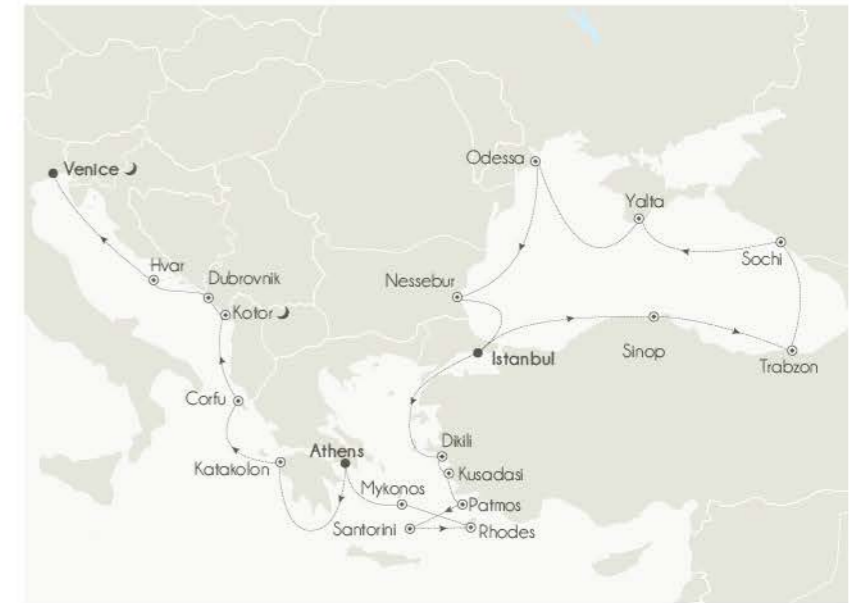 Odessa
Venice
Yalta
Sochi
Hvar
Dubrovnik
Nessebur
Kotor
Istanbul
Sinop
Trabzon
Corfu
Dikili
Athens
Katakolon
Kusadasi
Mykonos
Patmos
Santorini
Rhodes